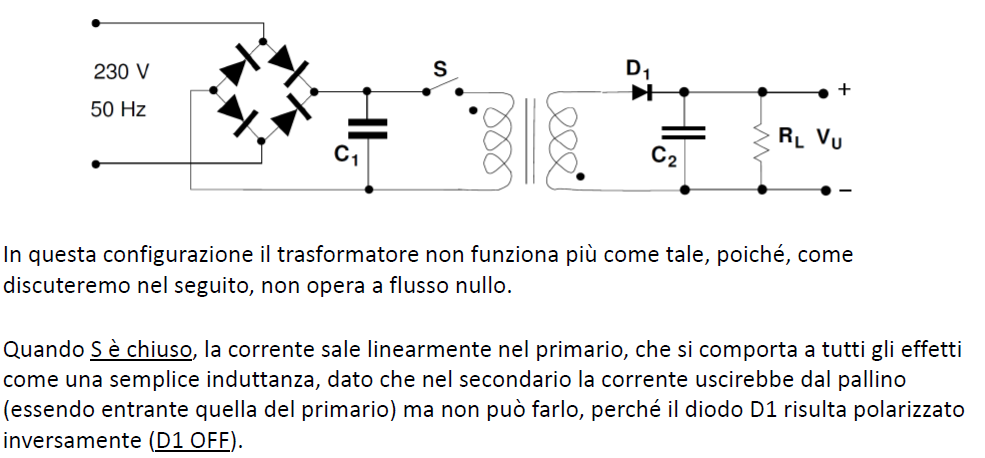 230 V
50 Hz
S
D1
+
C1
C2
RL VU
−
In questa configurazione il trasformatore non funziona più come tale, poiché, come
discuteremo nel seguito, non opera a flusso nullo.
Quando S è chiuso, la corrente sale linearmente nel primario, che si comporta a tutti gli effetti
come una semplice induttanza, dato che nel secondario la corrente uscirebbe dal pallino
(essendo entrante quella del primario) ma non può farlo, perché il diodo D1 risulta polarizzato
inversamente (D1 OFF).